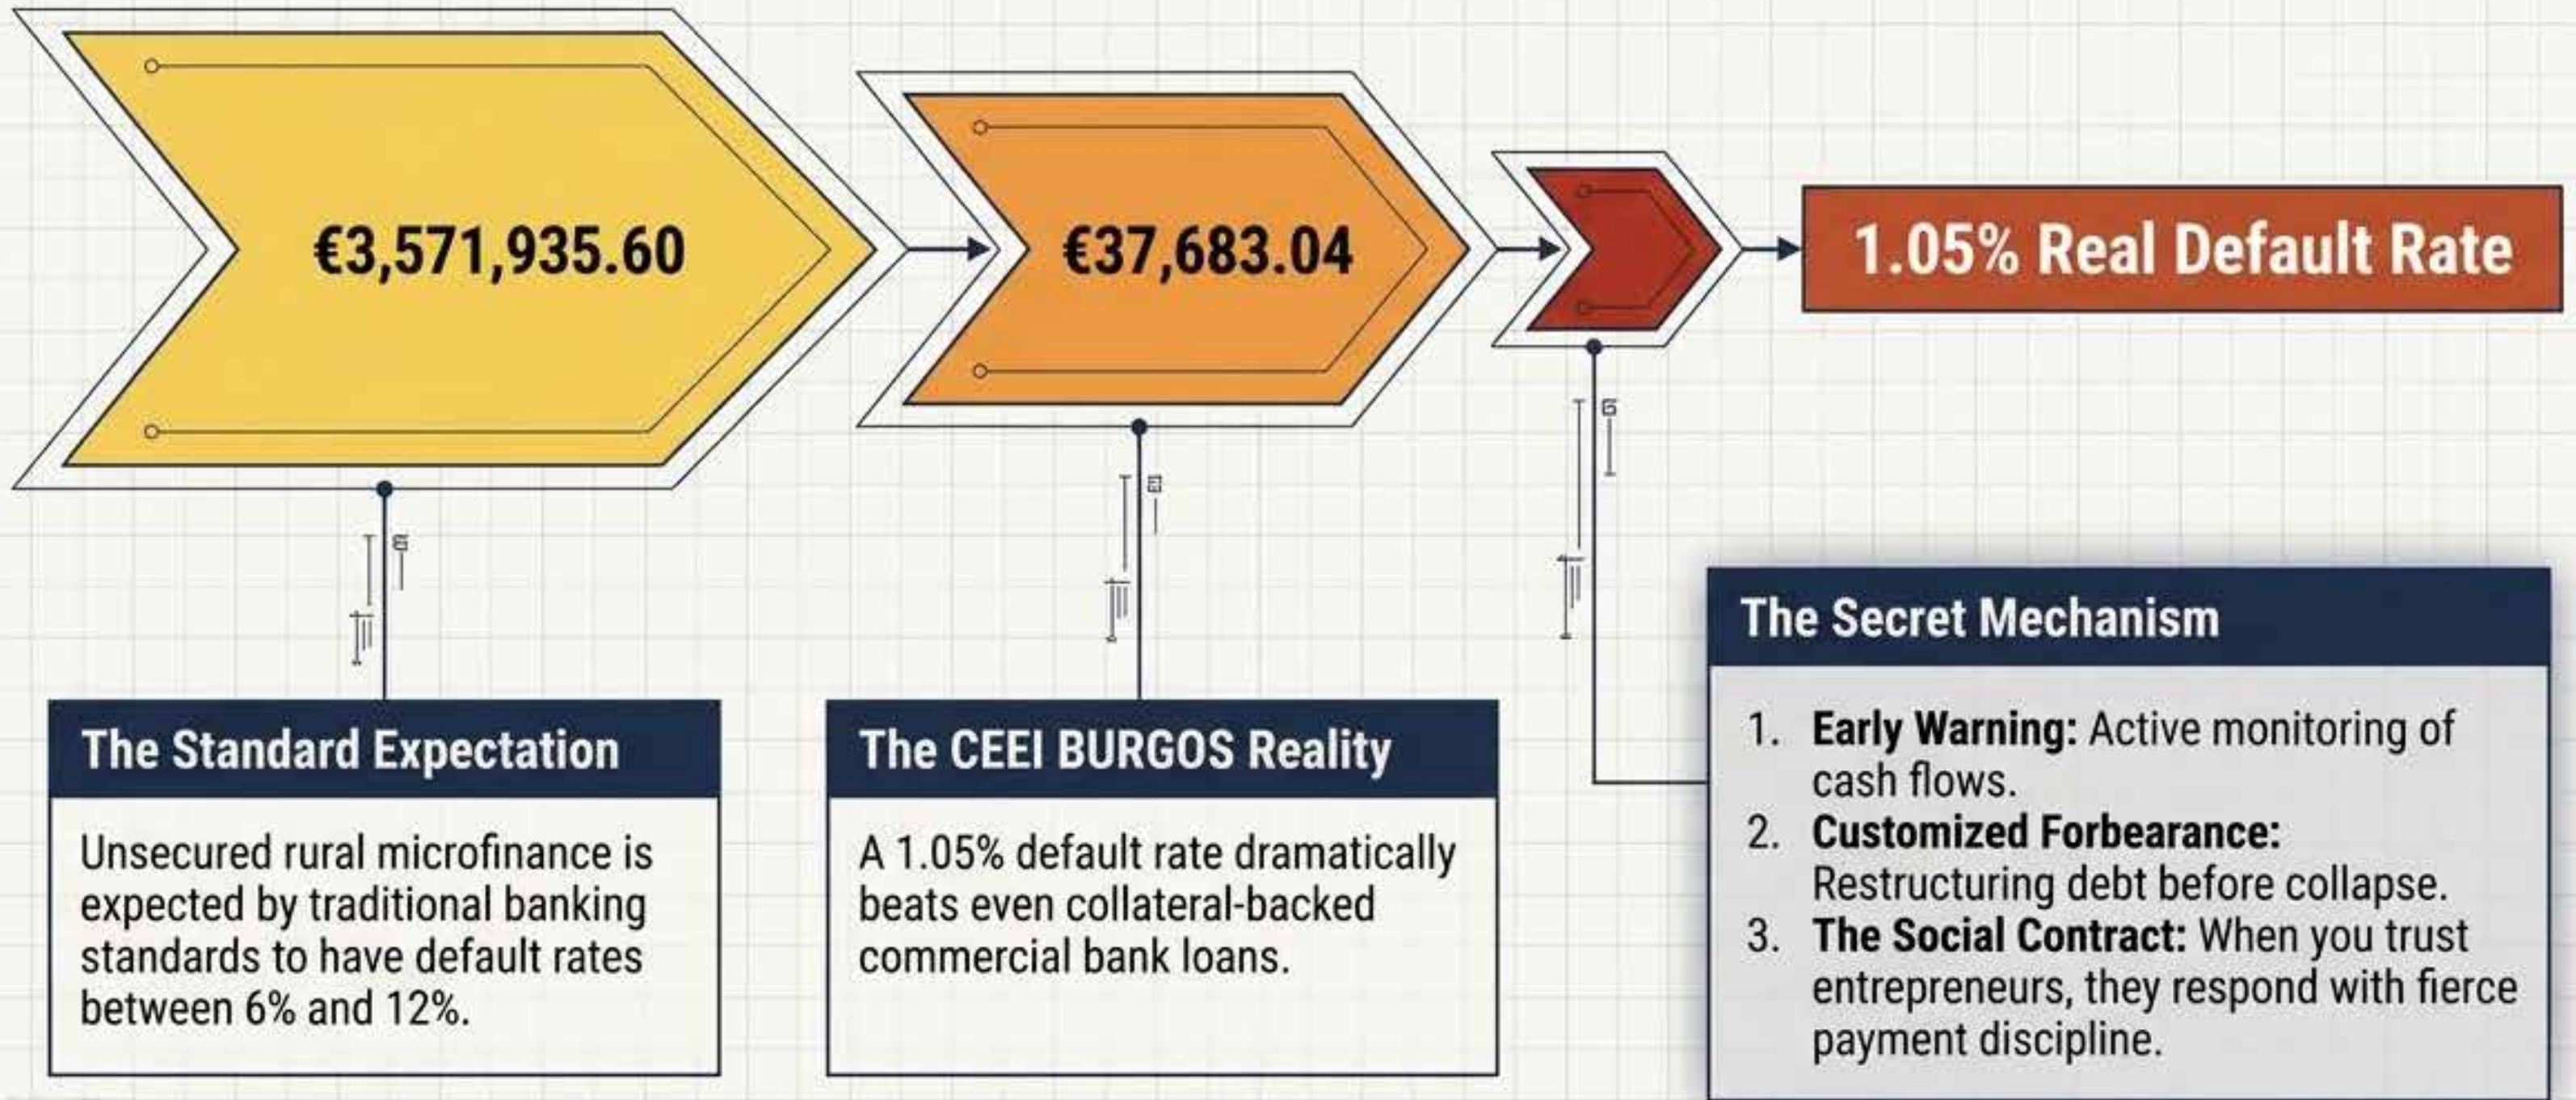 €3,571,935.60
€37,683.04
1.05% Real Default Rate
The Standard Expectation
Unsecured rural microfinance is
expected by traditional banking
standards to have default rates
between 6% and 12%.
The CEEI BURGOS Reality
A 1.05% default rate dramatically
beats even collateral-backed
commercial bank loans.
The Secret Mechanism
1. Early Warning: Active monitoring of
cash flows.
2. Customized Forbearance:
Restructuring debt before collapse.
3. The Social Contract: When you trust
entrepreneurs, they respond with fierce
payment discipline.